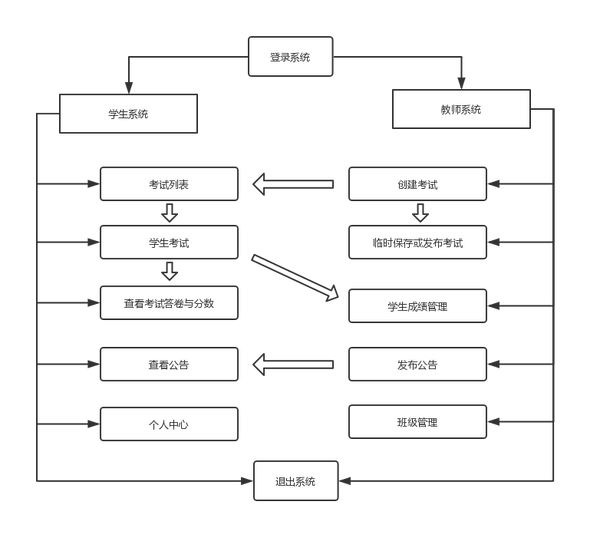 登录系统
学生系统
教师系统
考试列表
创建考试
学生考试
临时保存或发布考试
查看考试答卷与分数
学生成绩管理
查看公告
发布公告
个人中心
班级管理
退出系统